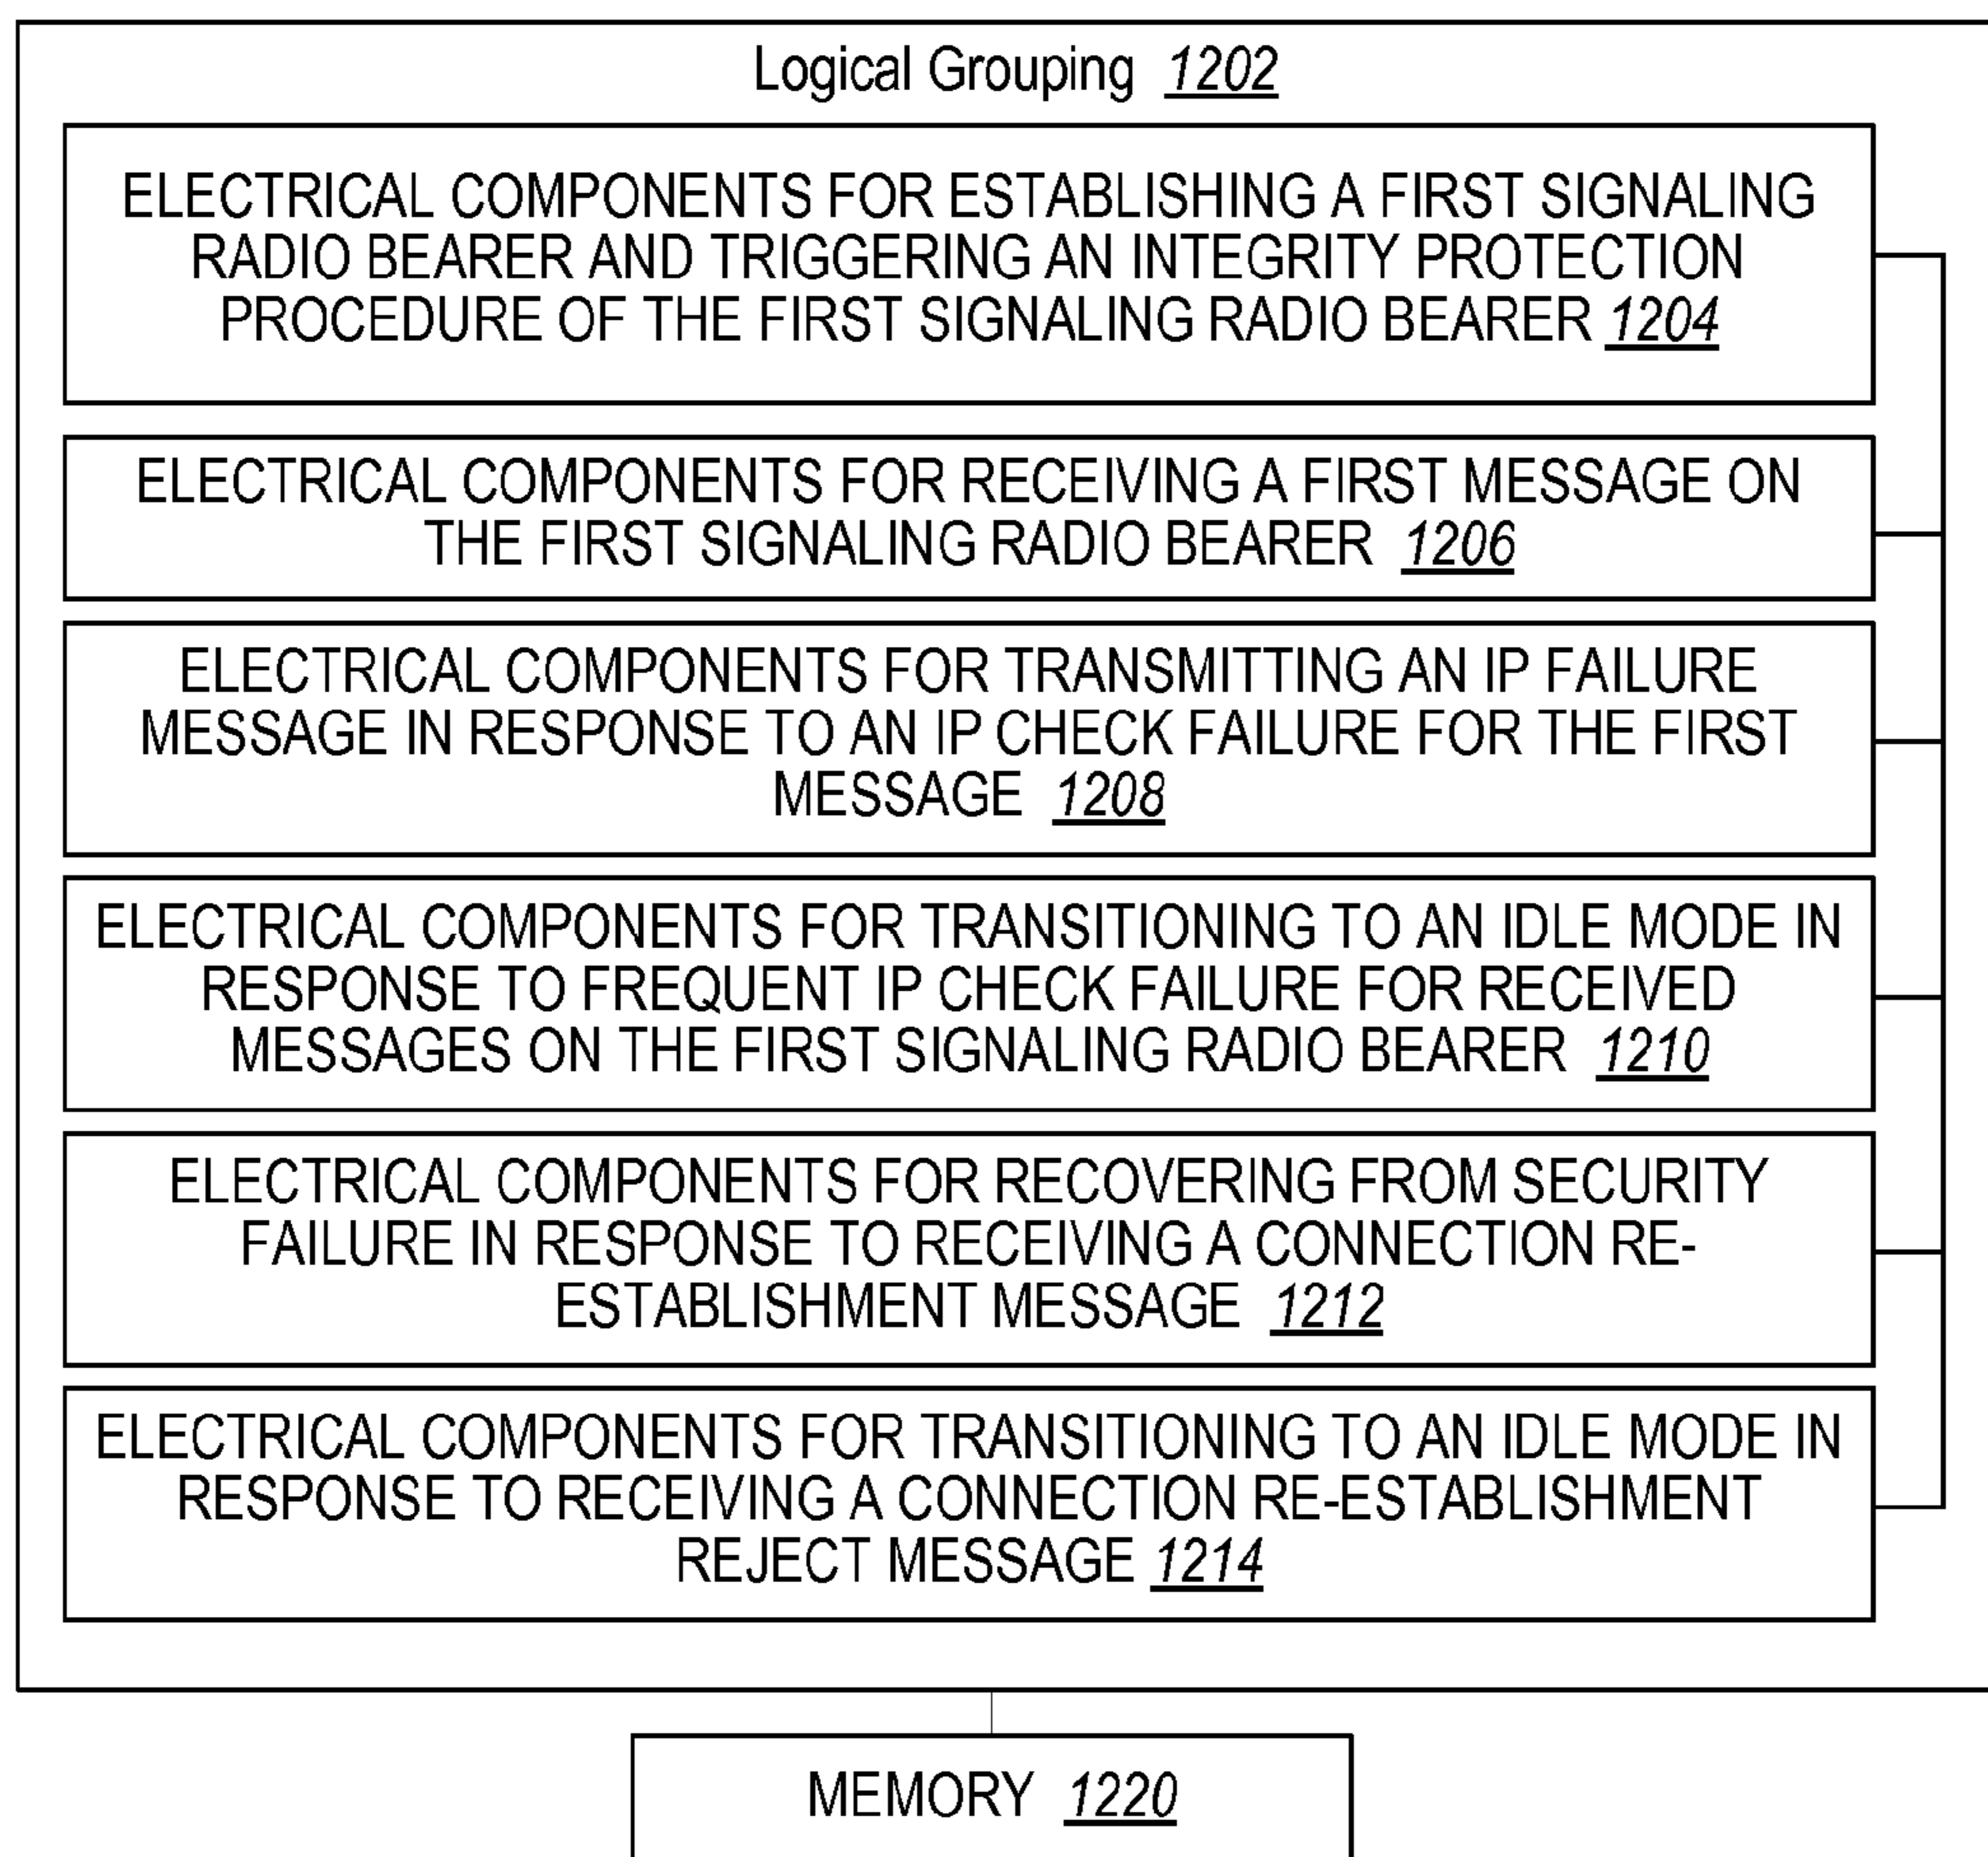 Logical Grouping 1202
ELECTRICAL COMPONENTS FOR ESTABLISHING A FIRST SIGNALING
RADIO BEARER AND TRIGGERING AN INTEGRITY PROTECTION
PROCEDURE OF THE FIRST SIGNALING RADIO BEARER 1204
ELECTRICAL COMPONENTS FOR RECEIVING A FIRST MESSAGE ON
THE FIRST SIGNALING RADIO BEARER 1206
ELECTRICAL COMPONENTS FOR TRANSMITTING AN IP FAILURE
MESSAGE IN RESPONSE TO AN IP CHECK FAILURE FOR THE FIRST
MESSAGE 1208
ELECTRICAL COMPONENTS FOR TRANSITIONING TO AN IDLE MODE IN
RESPONSE TO FREQUENT IP CHECK FAILURE FOR RECEIVED
MESSAGES ON THE FIRST SIGNALING RADIO BEARER 1210
ELECTRICAL COMPONENTS FOR RECOVERING FROM SECURITY
FAILURE IN RESPONSE TO RECEIVING A CONNECTION RE-
ESTABLISHMENT MESSAGE 1212
ELECTRICAL COMPONENTS FOR TRANSITIONING TO AN IDLE MODE IN
RESPONSE TO RECEIVING A CONNECTION RE-ESTABLISHMENT
REJECT MESSAGE 1214
MEMORY 1220